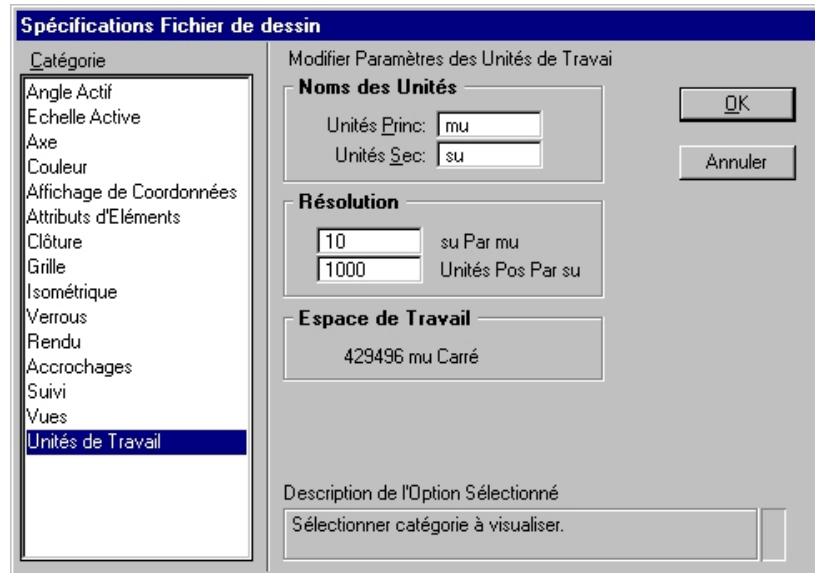 Spécifications Fichier de dessin
Catégorie
Angle Actif
Echelle Active
Axe
Couleur
Affichage de Coordonnées
Attributs d'Eléments
Clôture
Grille
Isométrique
Verrous
Rendu
Accrochages
Suivi
Vues
Unités de Travail
Modifier Paramètres des Unités de Travai
Noms des Unités
Unités Princ: mu
Unités Sec: su
Résolution
10 su Par mu
1000 Unités Pos Par su
Espace de Travail
429496 mu Carré
OK
Annuler
Description de l'Option Sélectionné
Sélectionner catégorie à visualiser.